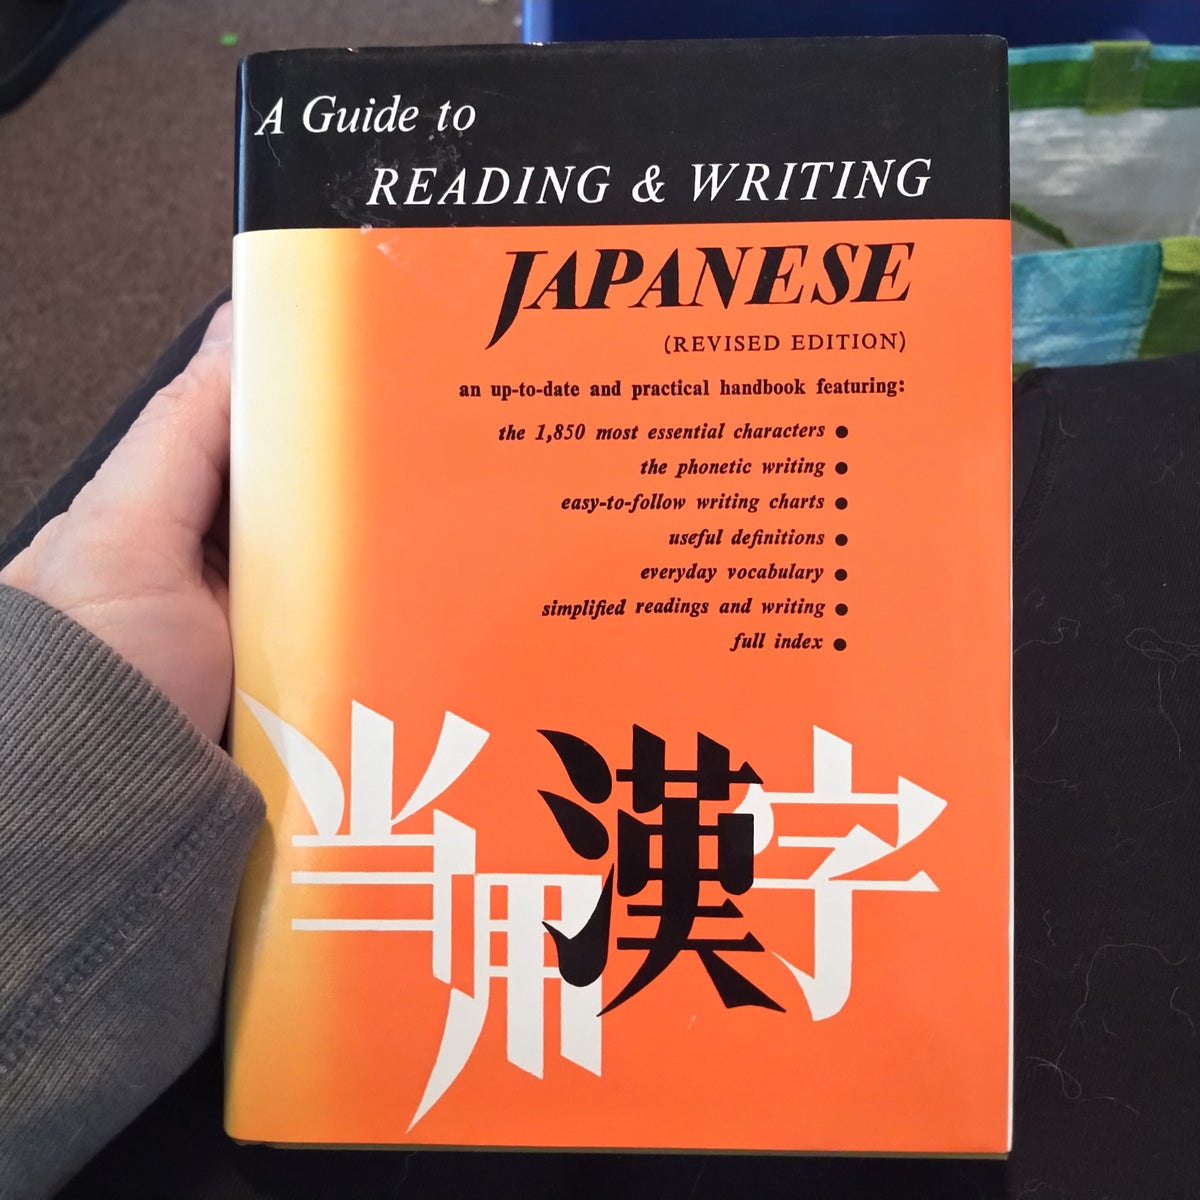 A Guide to
READING & WRITING
JAPANESE
(REVISED EDITION)
an up-to-date and practical handbook featuring:
the 1,850 most essential characters ●
the phonetic writing ●
easy-to-follow writing charts ●
useful definitions ●
everyday vocabulary ●
simplified readings and writing ●
full index ●
当用漢字